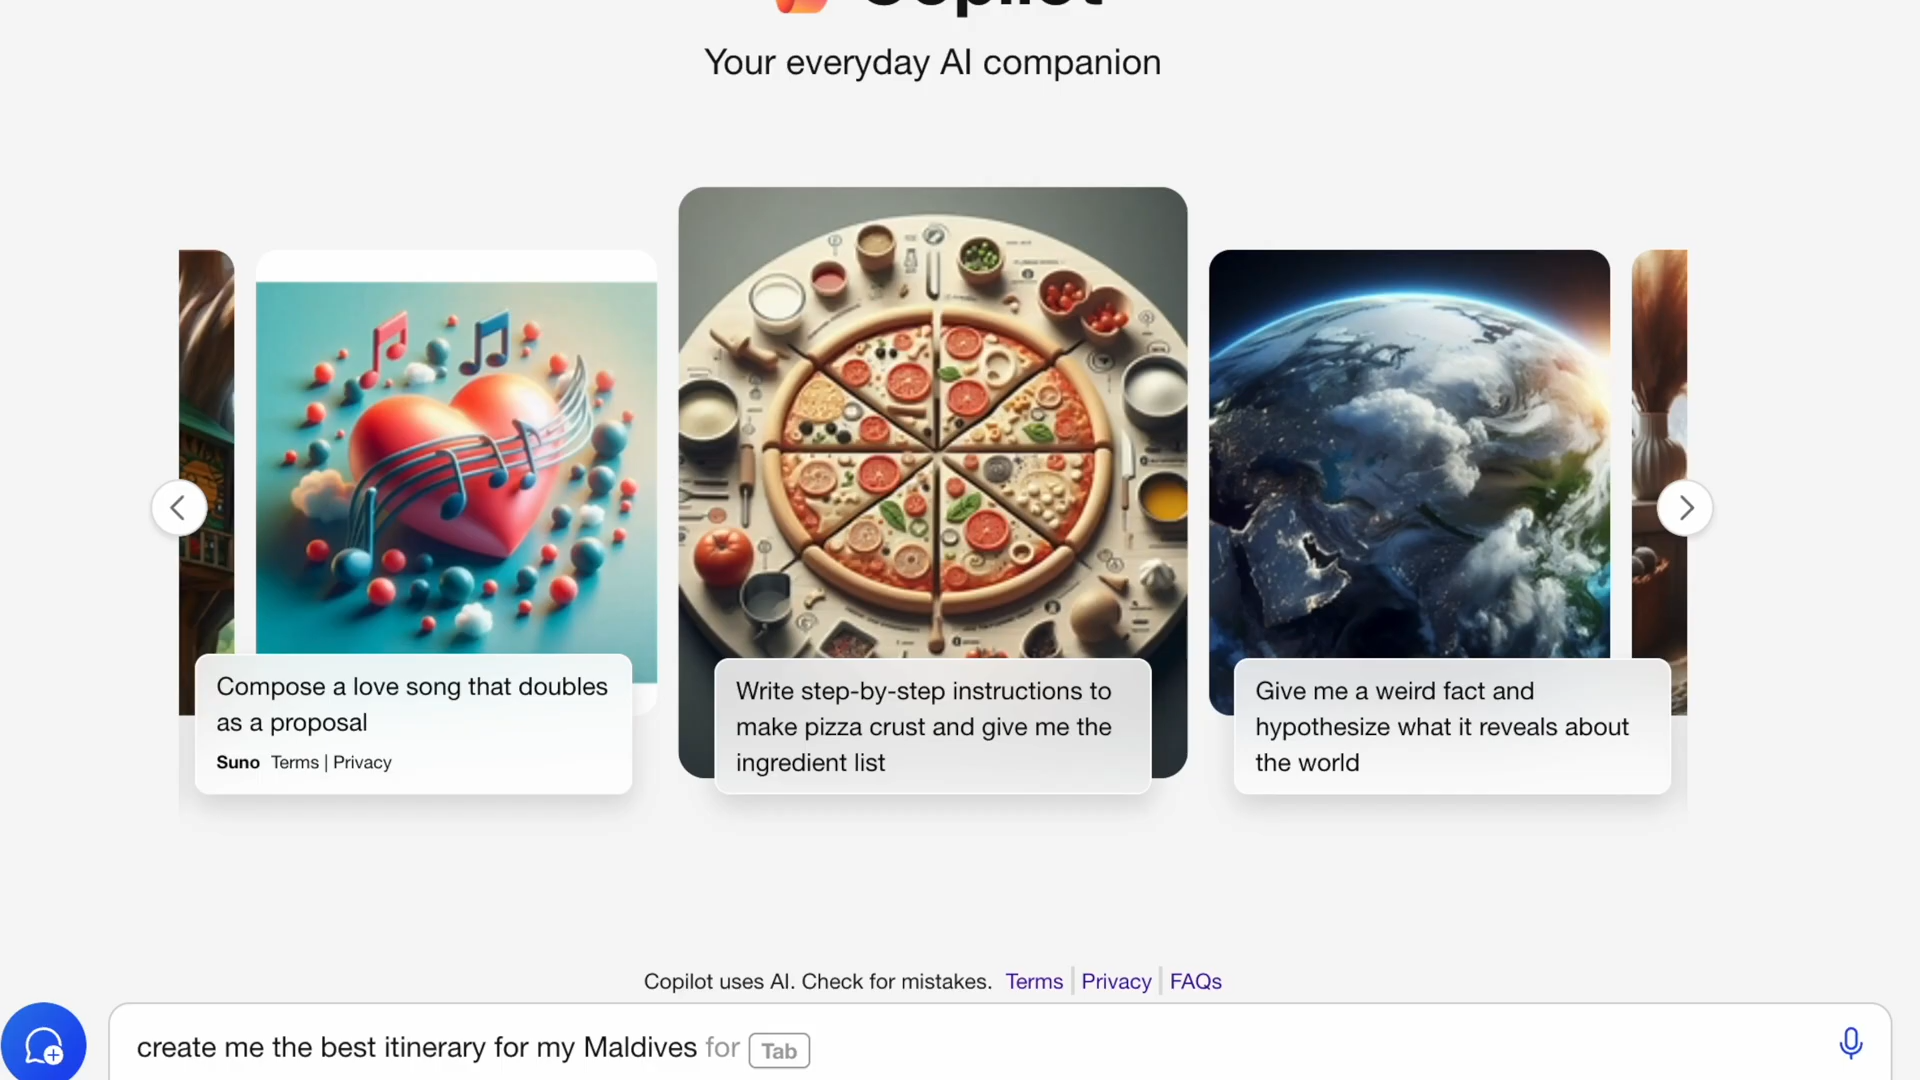 Copilot
Your everyday AI companion
Compose a love song that doubles
as a proposal
Suno Terms | Privacy
Write step-by-step instructions to
make pizza crust and give me the
ingredient list
Give me a weird fact and
hypothesize what it reveals about
the world
Copilot uses AI. Check for mistakes. Terms | Privacy | FAQs
create me the best itinerary for my Maldives for Tab